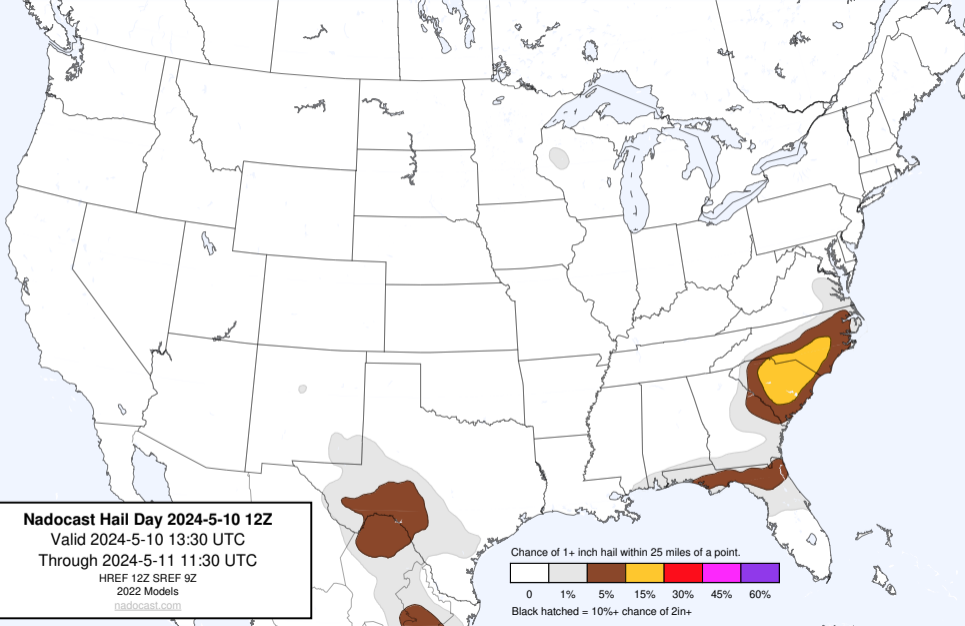 Nadocast Hail Day 2024-5-10 12Z
Valid 2024-5-10 13:30 UTC
Through 2024-5-11 11:30 UTC
HREF 12Z SREF 9Z
2022 Models
nadocast.com
Chance of 1+ inch hail within 25 miles of a point.
0 1% 5% 15% 30% 45% 60%
Black hatched = 10%+ chance of 2in+